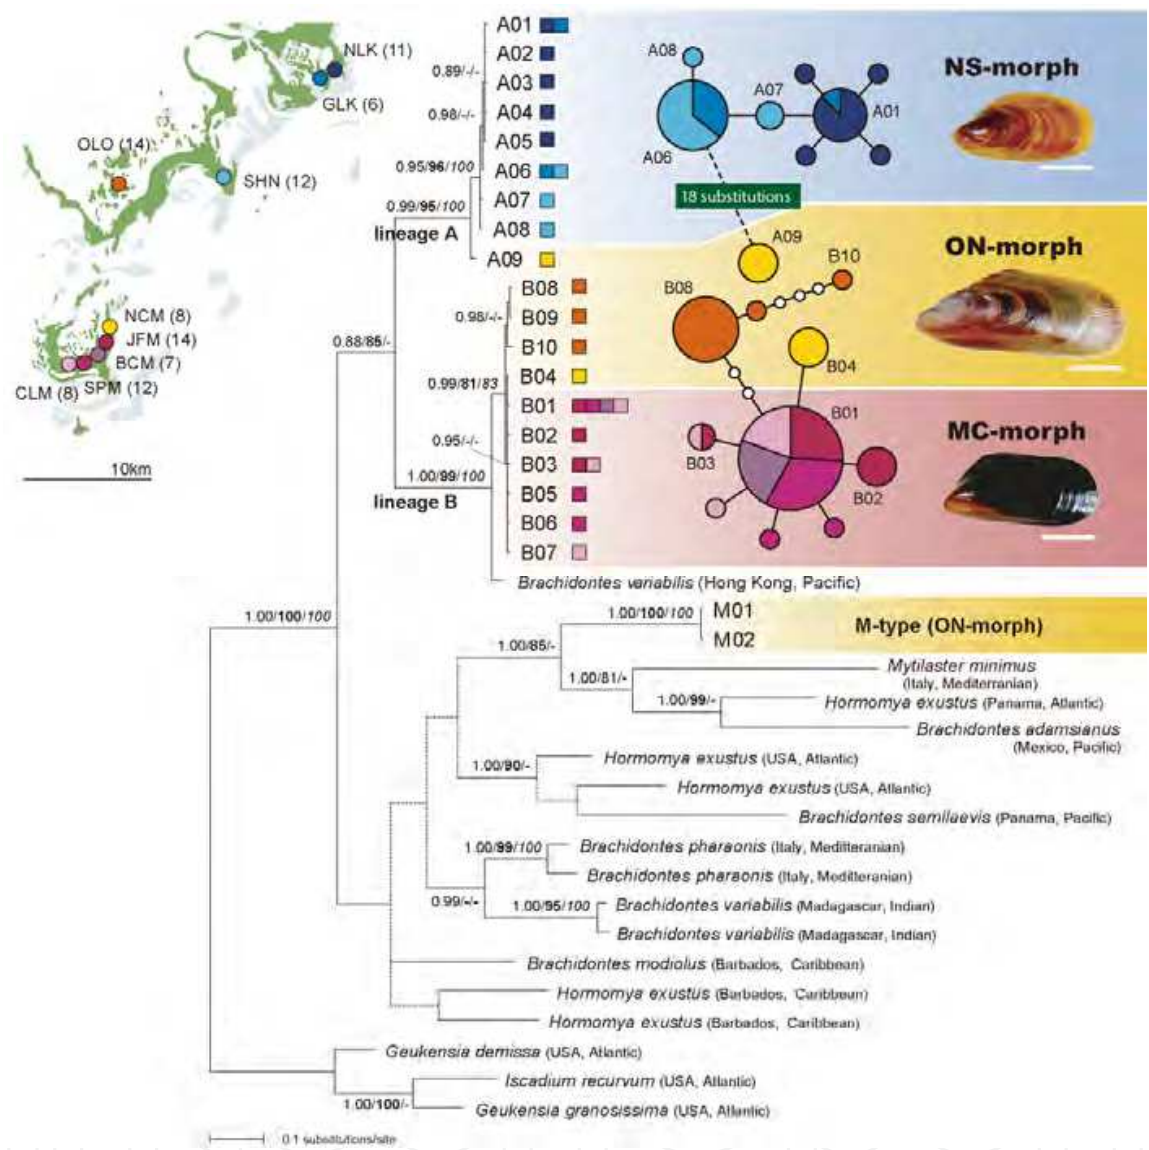 NLK (11)
GLK (6)
OLO (14)
SHN (12)
NCM (8)
JFM (14)
BCM (7)
SPM (12)
CLM (8)
10km
A01
A02
A03
A04
A05
A06
A07
A08
A09
B08
B09
B10
B04
B01
B02
B03
B05
B06
B07
0.89/-/-
0.98/-/-
0.95/96/100
0.99/95/100
lineage A
0.98/-/-
0.88/85/-
0.99/81/83
0.95/-/-
1.00/99/100
lineage B
A08
A07
A01
A06
18 substitutions
A09
B10
B08
B04
B01
B03
B02
NS-morph
ON-morph
MC-morph
Brachidontes variabilis (Hong Kong, Pacific)
1.00/100/100
1.00/100/100
M01
M02
M-type (ON-morph)
1.00/85/-
1.00/81/-
Mytilaster minimus
(Italy, Mediterranian)
1.00/99/-
Hormomya exustus (Panama, Atlantic)
Brachidontes adamsianus
(Mexico, Pacific)
1.00/90/-
Hormomya exustus (USA, Atlantic)
Hormomya exustus (USA, Atlantic)
Brachidontes semilaevis (Panama, Pacific)
1.00/99/100
Brachidontes pharaonis (Italy, Mediteranian)
Brachidontes pharaonis (Italy, Mediteranian)
0.99/-/-
1.00/95/100
Brachidontes variabilis (Madagascar, Indian)
Brachidontes variabilis (Madagascar, Indian)
Brachidontes modiolus (Barbados, Caribbean)
Hormomya exustus (Barbados, Caribbean)
Hormomya exustus (Barbados, Caribbean)
Geukensia demissa (USA, Atlantic)
Iscadium recurvum (USA, Atlantic)
1.00/100/-
Geukensia granosissima (USA, Atlantic)
0.1 substitutions/site